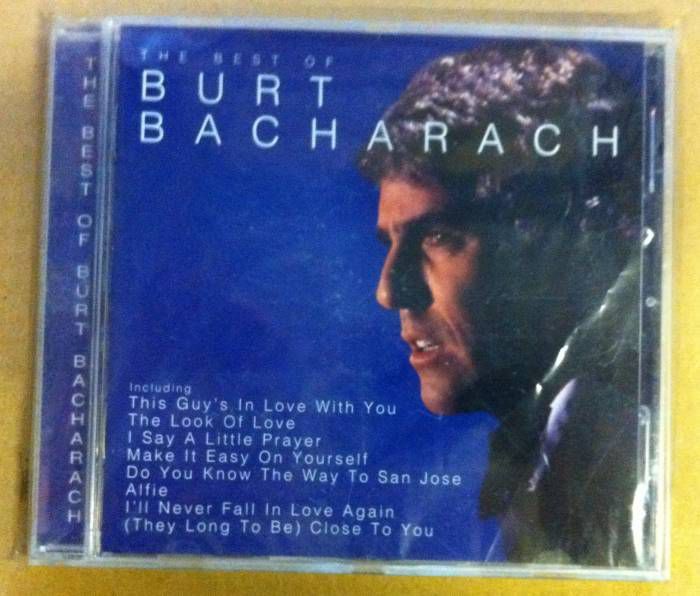 THE BEST OF
BURT
BACHARACH
THE BEST OF BURT BACHARACH
Including
This Guy's In Love With You
The Look Of Love
I Say A Little Prayer
Make It Easy On Yourself
Do You Know The Way To San Jose
Alfie
I'll Never Fall In Love Again
(They Long To Be) Close To You